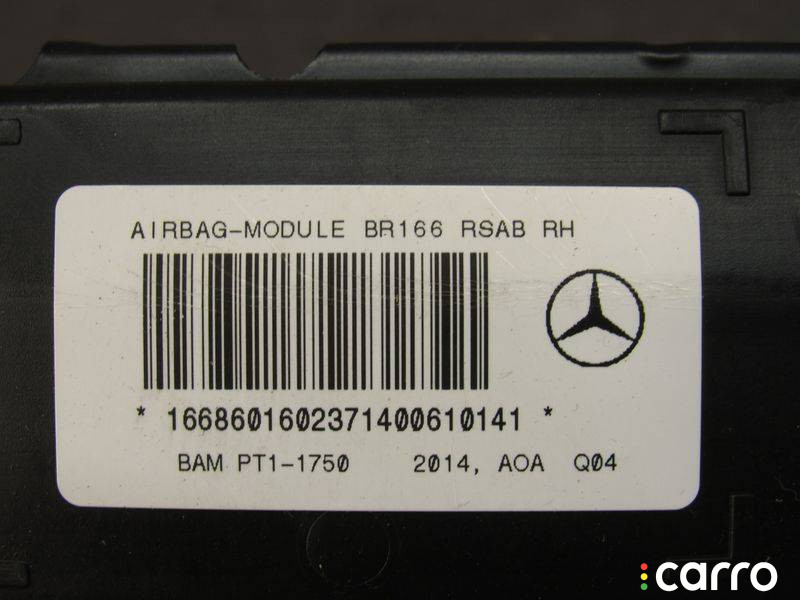 AIRBAG-MODULE BR166 RSAB RH
* 1668601602371400610141 *
BAM PT1-1750 2014, AOA Q04
carro